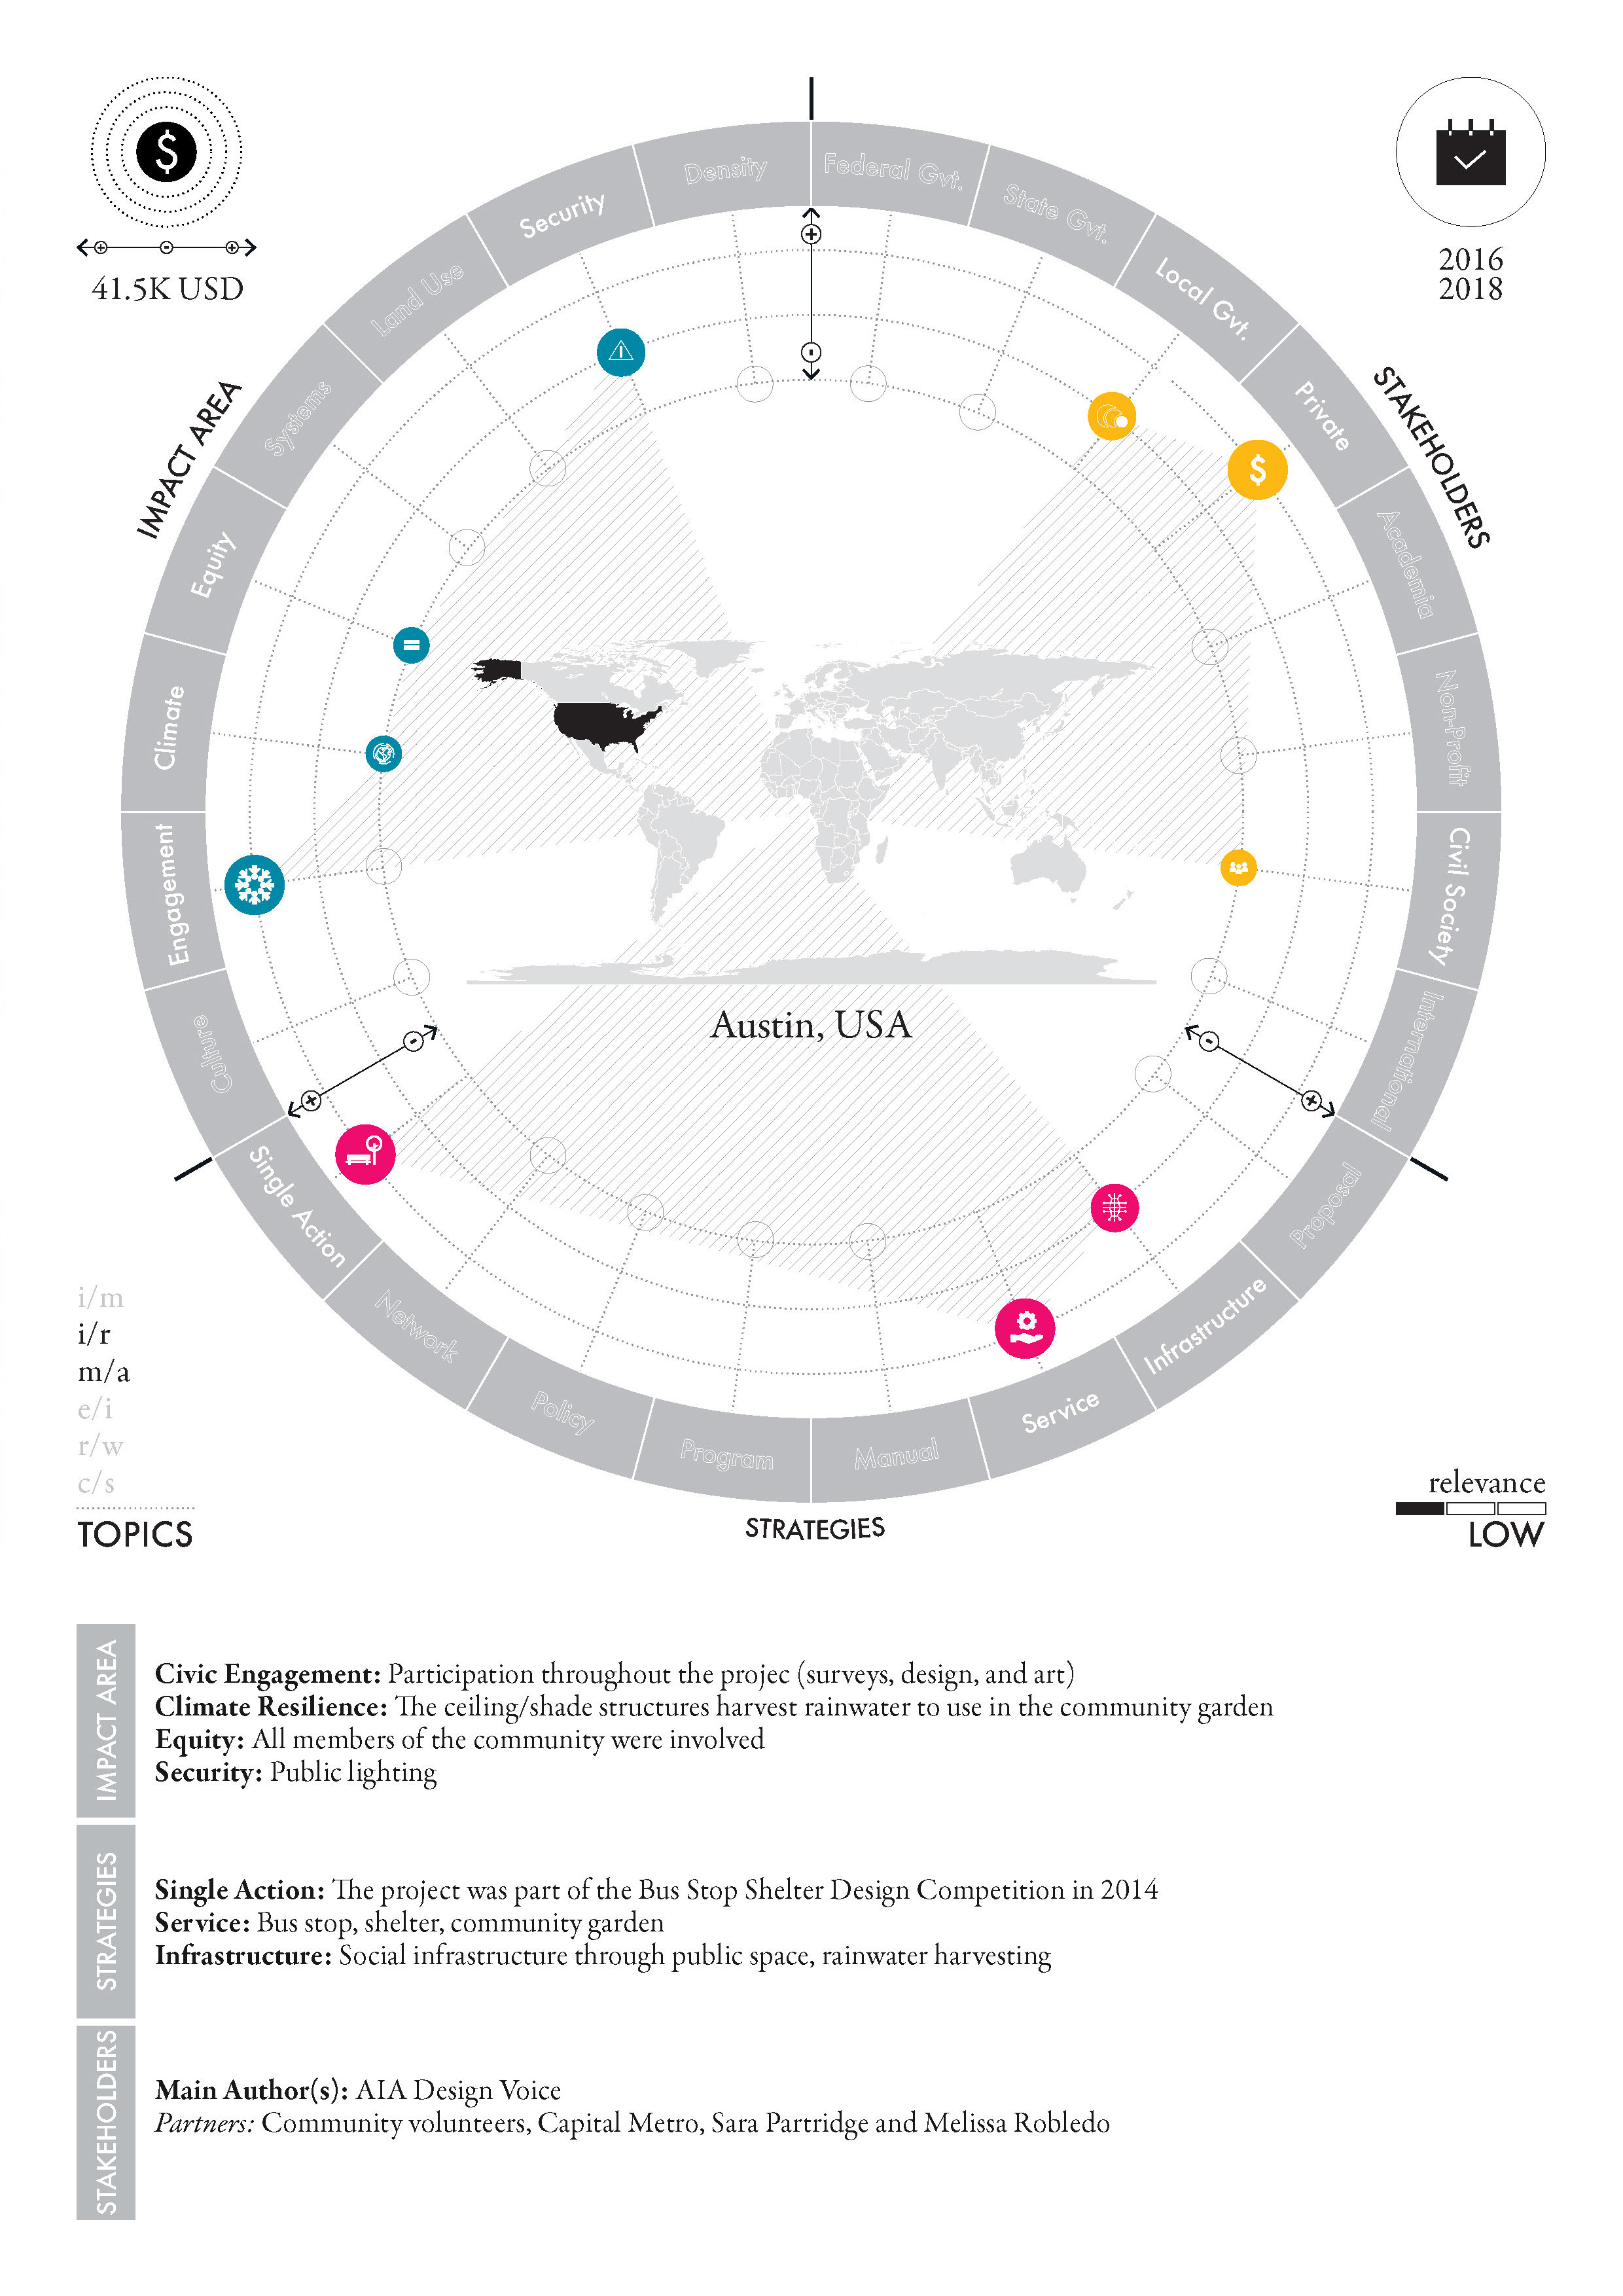 $
41.5K USD
2016
2018
IMPACT AREA
STAKEHOLDERS
Density
Security
Land Use
Systems
Equity
Climate
Engagement
Culture
Federal Gvt.
State Gvt.
Local Gvt.
Private
Academia
Non-Profit
Civil Society
International
$
Austin, USA
Single Action
Network
Policy
Program
Manual
Service
Infrastructure
Proposal
STRATEGIES
i/m
i/r
m/a
e/i
r/w
c/s
TOPICS
relevance
LOW
IMPACT AREA
Civic Engagement: Participation throughout the projec (surveys, design, and art)
Climate Resilience: The ceiling/shade structures harvest rainwater to use in the community garden
Equity: All members of the community were involved
Security: Public lighting
STRATEGIES
Single Action: The project was part of the Bus Stop Shelter Design Competition in 2014
Service: Bus stop, shelter, community garden
Infrastructure: Social infrastructure through public space, rainwater harvesting
STAKEHOLDERS
Main Author(s): AIA Design Voice
Partners: Community volunteers, Capital Metro, Sara Partridge and Melissa Robledo